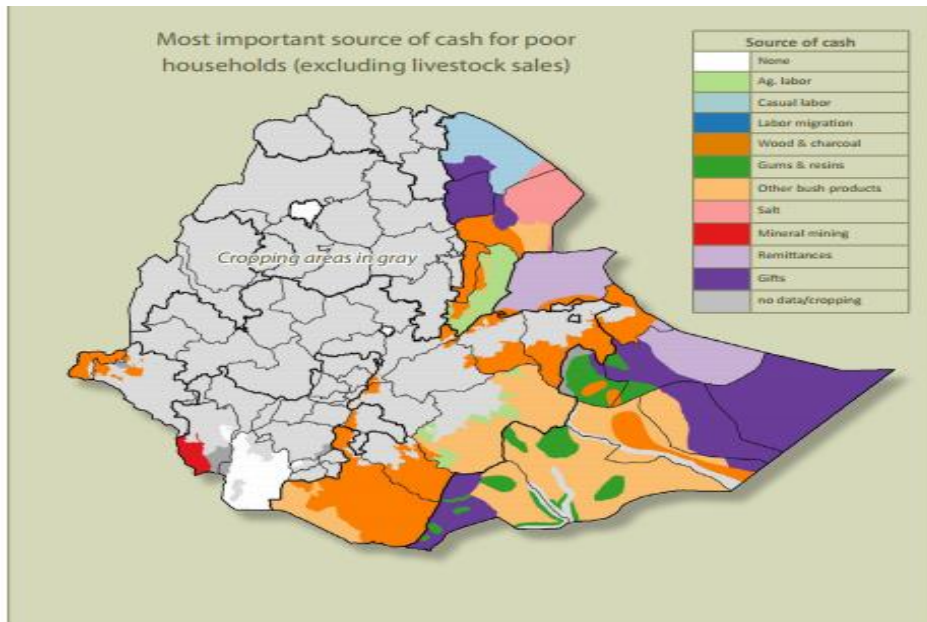 Most important source of cash for poor
households (excluding livestock sales)
Source of cash
None
Ag. labor
Casual labor
Labor migration
Wood & charcoal
Gums & resins
Other bush products
Salt
Mineral mining
Remittances
Gifts
no data/cropping
Cropping areas in gray